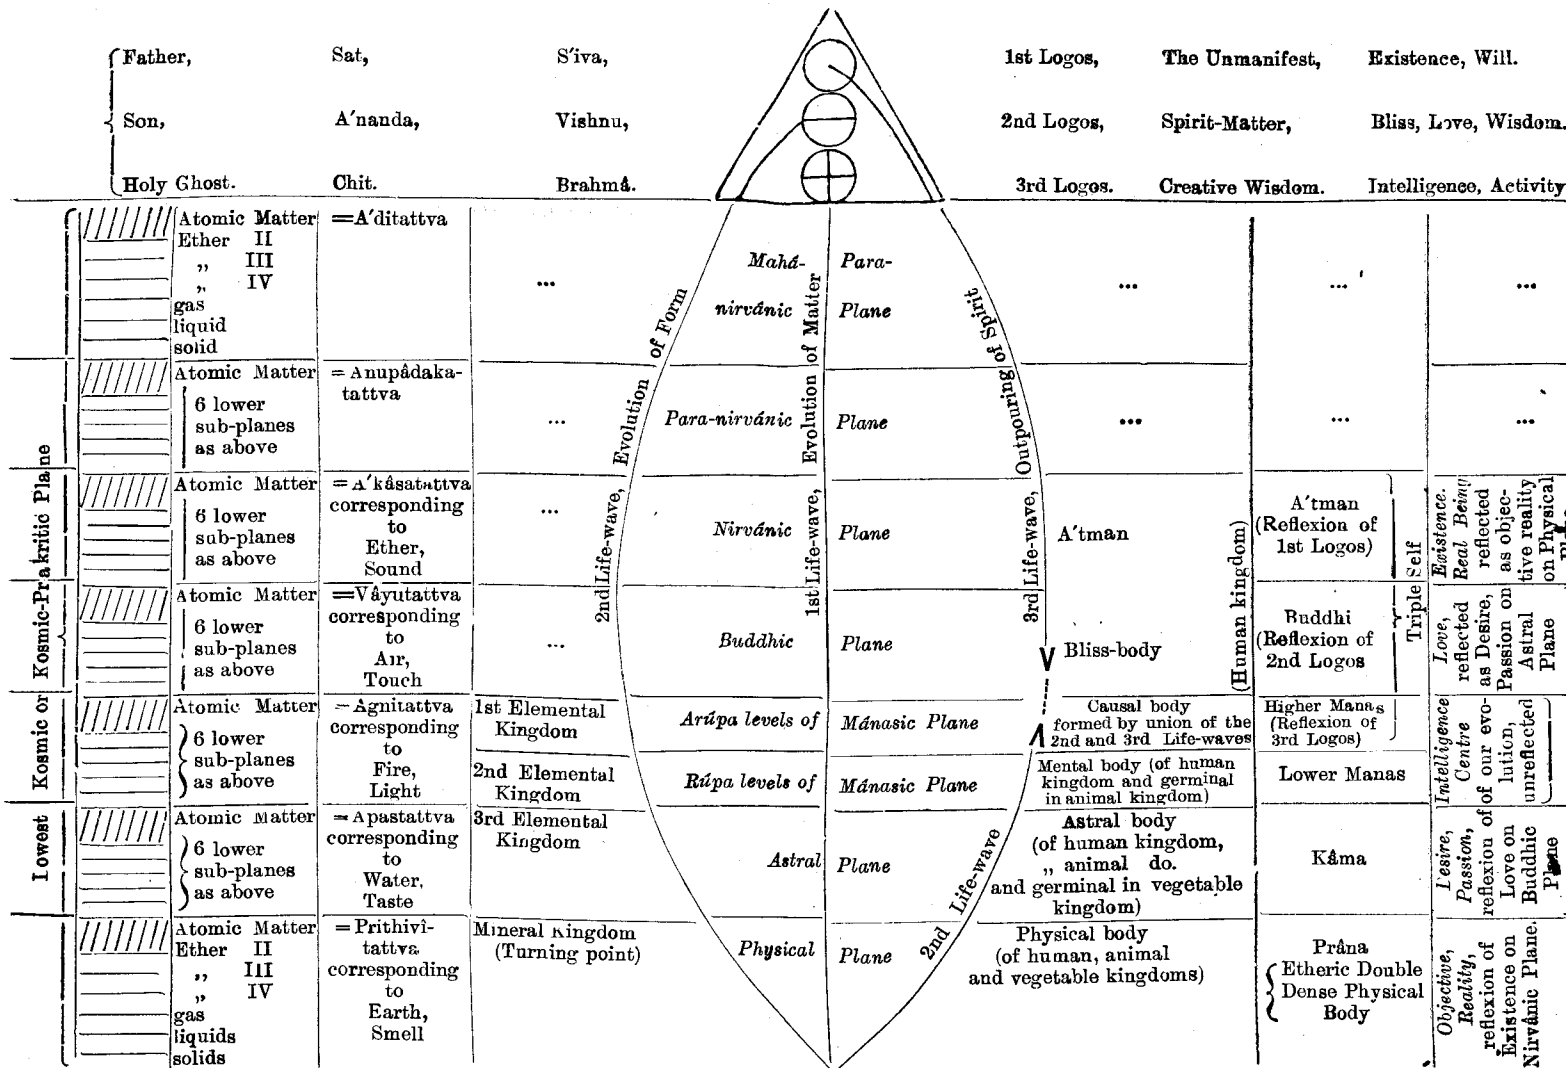 Father, Sat, S'iva, 1st Logos, The Unmanifest, Existence, Will.
Son, A'nanda, Vishnu, 2nd Logos, Spirit-Matter, Bliss, Love, Wisdom.
Holy Ghost. Chit. Brahmâ. 3rd Logos. Creative Wisdom. Intelligence, Activity
Lowest Kosmic or Kosmic-Prakritic Plane
Atomic Matter
Ether II
„ III
„ IV
gas
liquid
solid
=A'ditattva
...
Mahá-
nirvánic
Para-
Plane
...
...
...
Atomic Matter
6 lower
sub-planes
as above
=Anupâdaka-
tattva
...
Para-nirvánic Plane
...
...
...
Atomic Matter
6 lower
sub-planes
as above
=A'kâsatattva
corresponding
to
Ether,
Sound
...
Nirvánic Plane
A'tman
A'tman
(Reflexion of
1st Logos)
Existence.
Real Being
reflected
as objec-
tive reality
on Physical
Atomic Matter
6 lower
sub-planes
as above
=Vâyutattva
corresponding
to
Air,
Touch
...
Buddhic Plane
Bliss-body
Buddhi
(Reflexion of
2nd Logos
Love,
reflected
as Desire,
Passion on
Astral
Plane
(Human kingdom)
Triple Self
Atomic Matter
6 lower
sub-planes
as above
=Agnitattva
corresponding
to
Fire,
Light
1st Elemental
Kingdom
2nd Elemental
Kingdom
Arúpa levels of Mánasic Plane
Rúpa levels of Mánasic Plane
Causal body
formed by union of the
2nd and 3rd Life-waves
Mental body (of human
kingdom and germinal
in animal kingdom)
Higher Manas
(Reflexion of
3rd Logos)
Lower Manas
Intelligence
Centre
of our evo-
lution,
unreflected
Atomic Matter
6 lower
sub-planes
as above
=Apastattva
corresponding
to
Water,
Taste
3rd Elemental
Kingdom
Astral Plane
Astral body
(of human kingdom,
„ animal do.
and germinal in vegetable
kingdom)
Kâma
Desire,
Passion,
reflexion of
Love on
Buddhic
Plane
Atomic Matter
Ether II
„ III
„ IV
gas
liquids
solids
=Prithivî-
tattva
corresponding
to
Earth,
Smell
Mineral Kingdom
(Turning point)
Physical Plane
Physical body
(of human, animal
and vegetable kingdoms)
Prâna
Etheric Double
Dense Physical
Body
Objective,
Reality,
reflexion of
Existence on
Nirvânic Plane.
2nd Life-wave, Evolution of Form
1st Life-wave, Evolution of Matter
3rd Life-wave, Outpouring of Spirit
2nd Life-wave